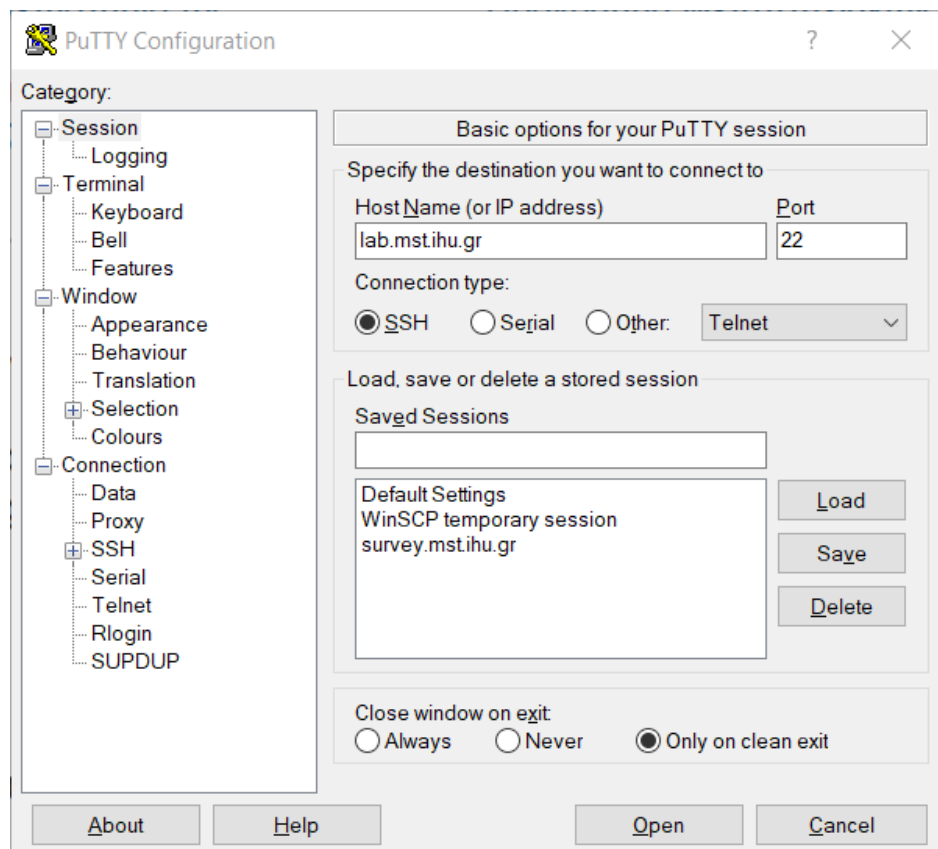 PuTTY Configuration
?
Category:
Session
Logging
Terminal
Keyboard
Bell
Features
Window
Appearance
Behaviour
Translation
Selection
Colours
Connection
Data
Proxy
SSH
Serial
Telnet
Rlogin
SUPDUP
Basic options for your PuTTY session
Specify the destination you want to connect to
Host Name (or IP address) Port
lab.mst.ihu.gr 22
Connection type:
SSH Serial Other: Telnet
Load, save or delete a stored session
Saved Sessions
Default Settings
WinSCP temporary session
survey.mst.ihu.gr
Load
Save
Delete
Close window on exit:
Always Never Only on clean exit
About Help Open Cancel